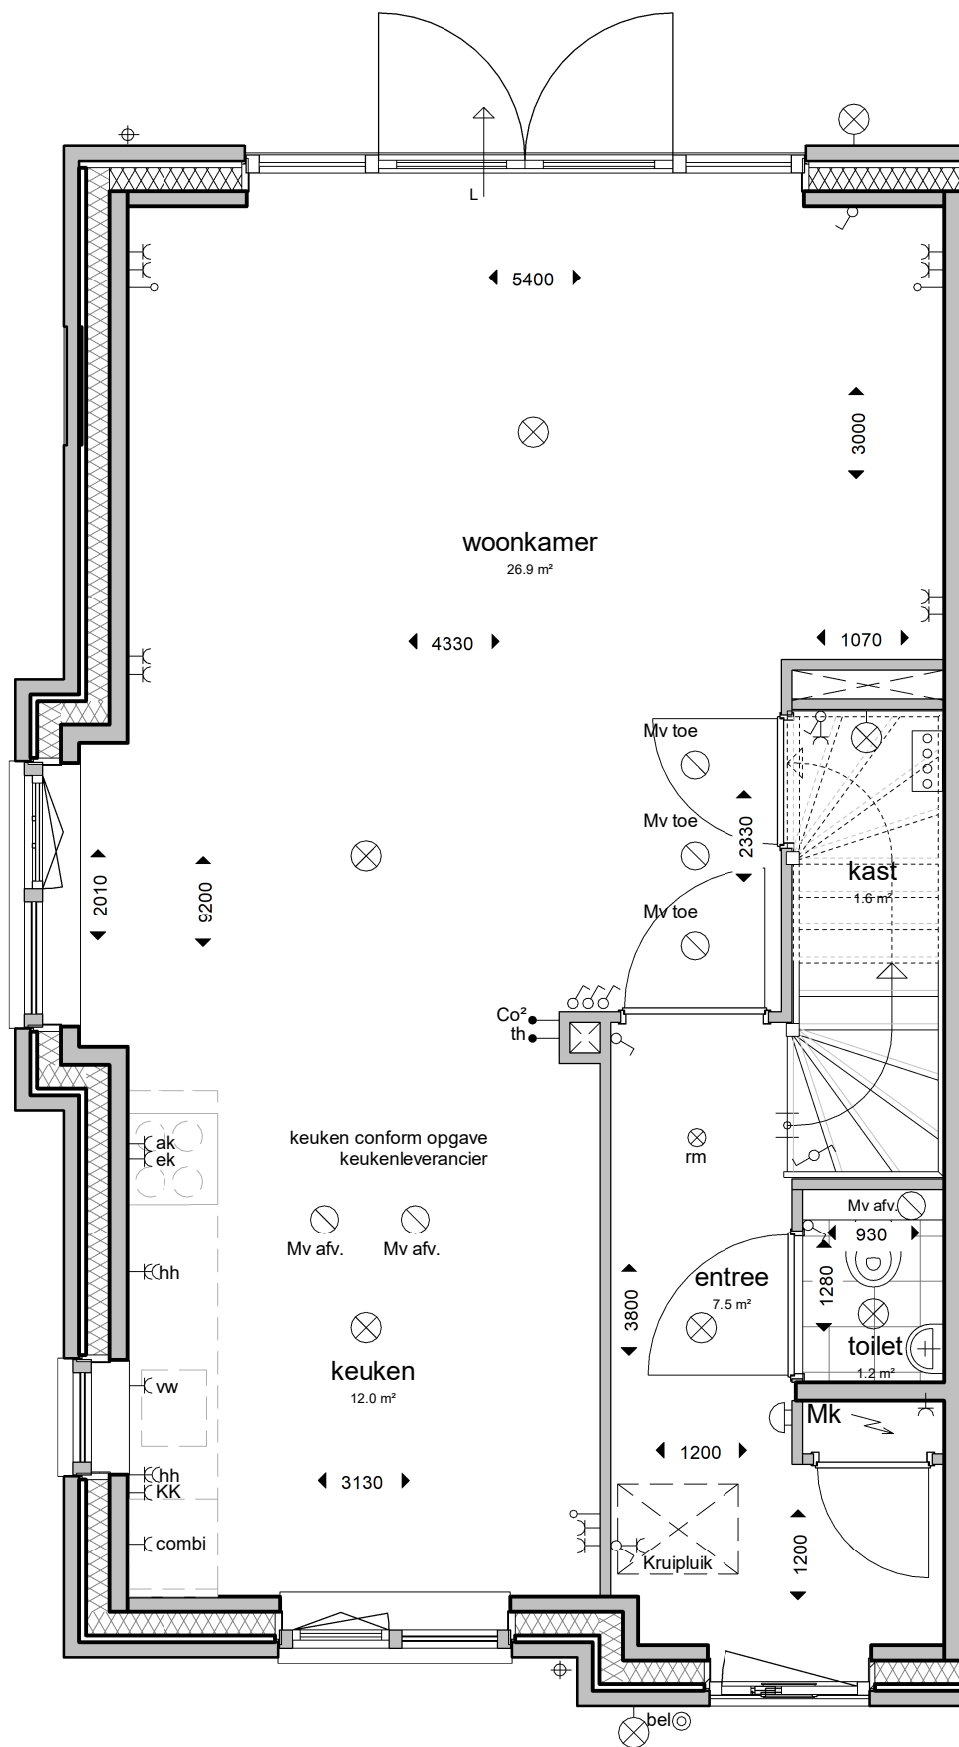 L
5400
3000
woonkamer
26.9 m²
4330
1070
Mv toe
Mv toe
2330
kast
1.6 m²
2010
9200
Mv toe
Co²
th
ak
ek
keuken conform opgave
keukenleverancier
rm
Mv afv.
930
Mv afv.
Mv afv.
hh
entree
7.5 m²
1280
3800
toilet
1.2 m²
keuken
12.0 m²
vw
Mk
1200
hh
KK
3130
combi
1200
Kruipluik
bel